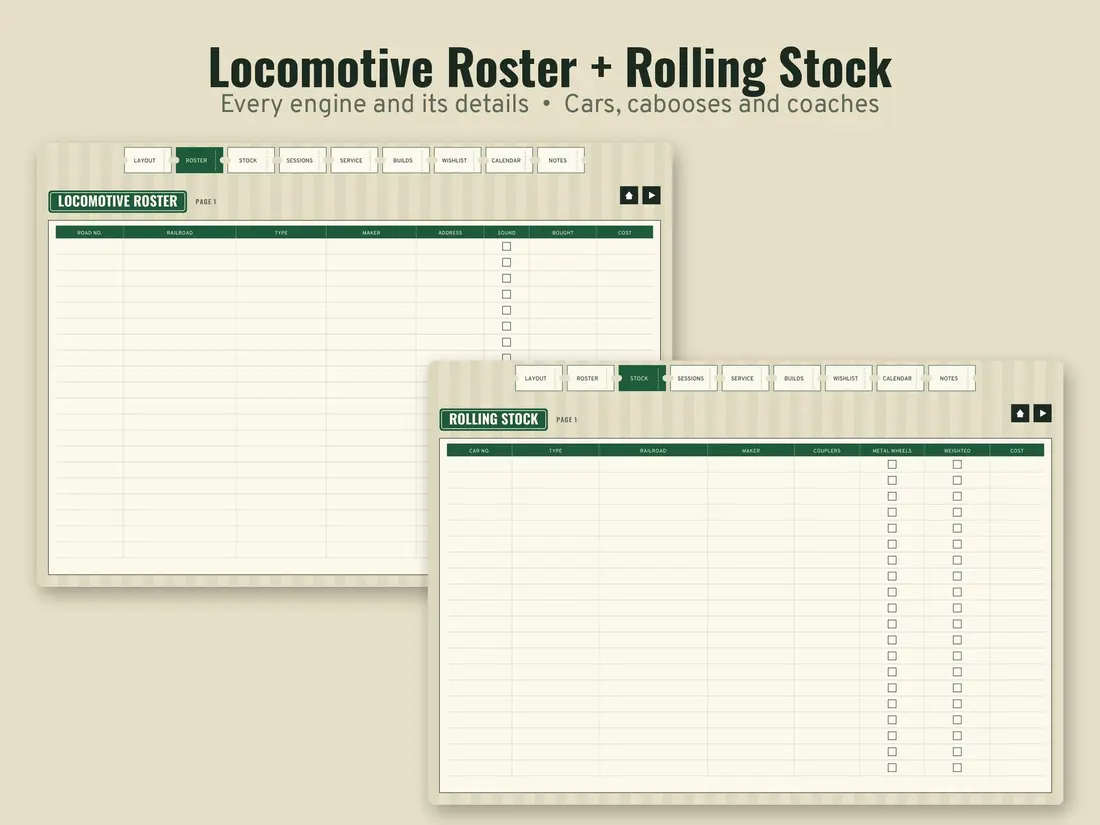 Locomotive Roster + Rolling Stock
Every engine and its details • Cars, cabooses and coaches
LAYOUT ROSTER STOCK SESSIONS SERVICE BUILDS WISHLIST CALENDAR NOTES
LOCOMOTIVE ROSTER PAGE 1
ROAD NO. RAILROAD TYPE MAKER ADDRESS SOUND BOUGHT COST
LAYOUT ROSTER STOCK SESSIONS SERVICE BUILDS WISHLIST CALENDAR NOTES
ROLLING STOCK PAGE 1
CAR NO. TYPE RAILROAD MAKER COUPLERS METAL WHEELS WEIGHTED COST